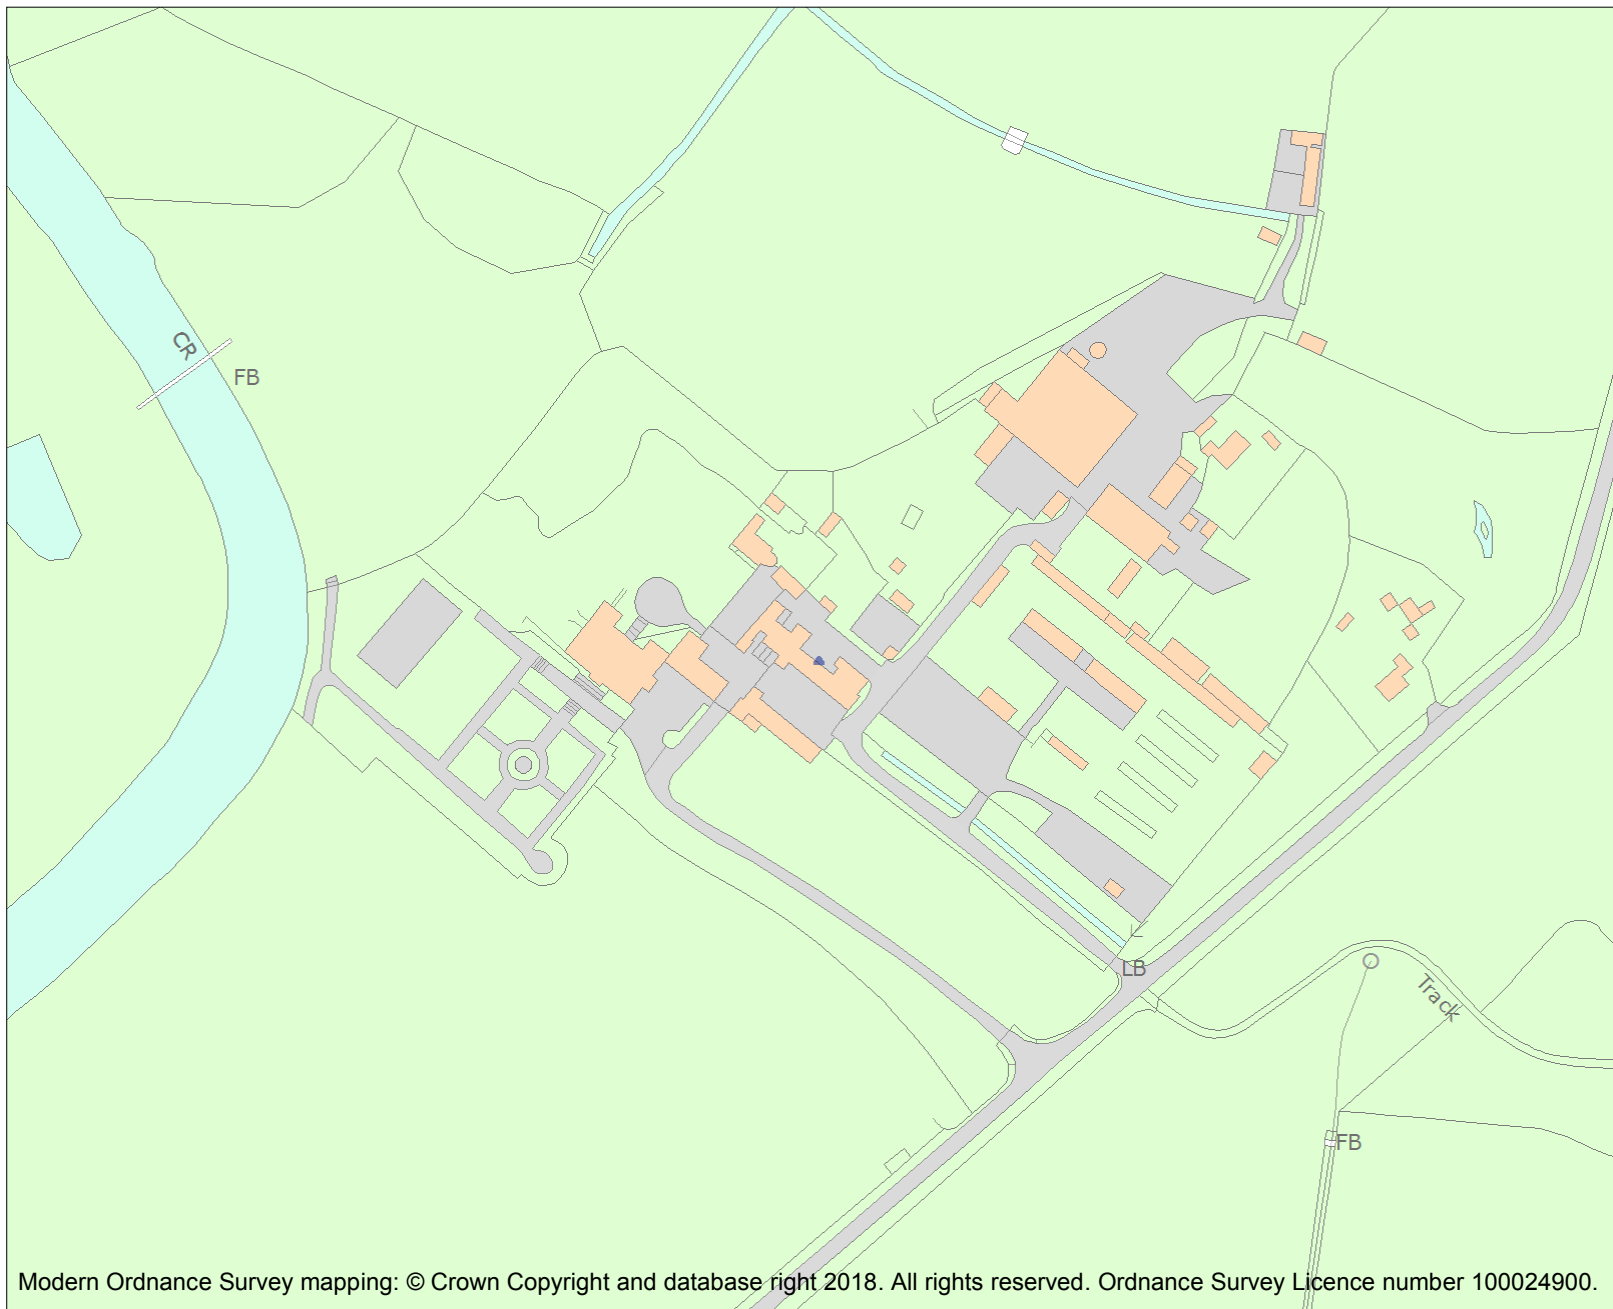 CR
FB
LB
Track
FB
Modern Ordnance Survey mapping: © Crown Copyright and database right 2018. All rights reserved. Ordnance Survey Licence number 100024900.